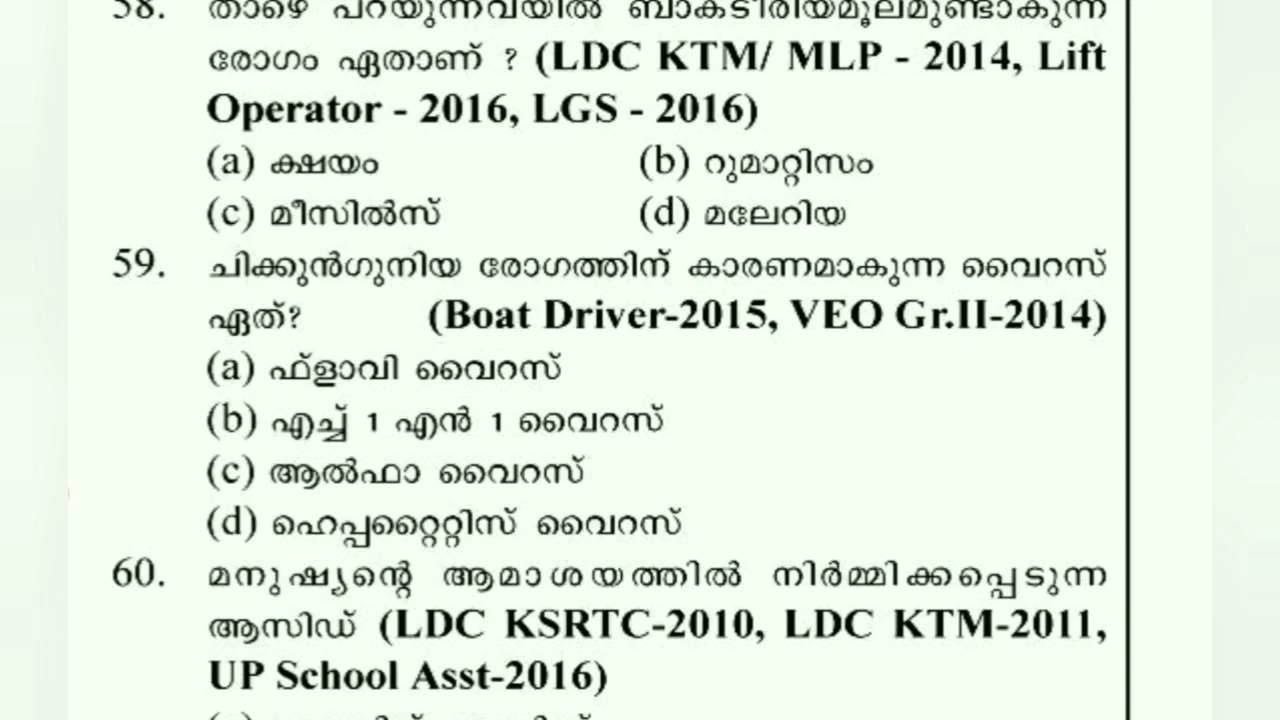 58. താഴെ പറയുന്നവയിൽ ബാക്ടീരിയമൂലമുണ്ടാകുന്ന
രോഗം ഏതാണ് ? (LDC KTM/ MLP - 2014, Lift
Operator - 2016, LGS - 2016)
(a) ക്ഷയം (b) റുമാറ്റിസം
(c) മീസിൽസ് (d) മലേറിയ
59. ചിക്കുൻഗുനിയ രോഗത്തിന് കാരണമാകുന്ന വൈറസ്
ഏത്? (Boat Driver-2015, VEO Gr.II-2014)
(a) ഫ്ളാവി വൈറസ്
(b) എച്ച് 1 എൻ 1 വൈറസ്
(c) ആൽഫാ വൈറസ്
(d) ഹെപ്പറ്റൈറ്റിസ് വൈറസ്
60. മനുഷ്യന്റെ ആമാശയത്തിൽ നിർമ്മിക്കപ്പെടുന്ന
ആസിഡ് (LDC KSRTC-2010, LDC KTM-2011,
UP School Asst-2016)